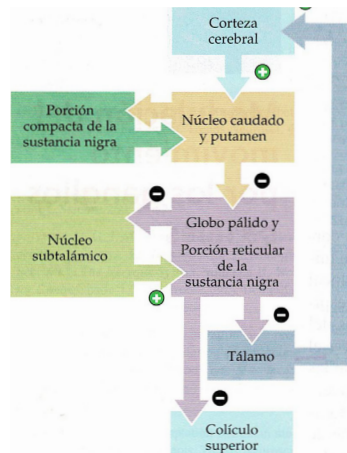 Corteza
cerebral
+
Porción
compacta de la
sustancia nigra
Núcleo caudado
y putamen
−
−
Núcleo
subtalámico
Globo pálido y
Porción reticular
de la
sustancia nigra
+
−
Tálamo
−
Colículo
superior